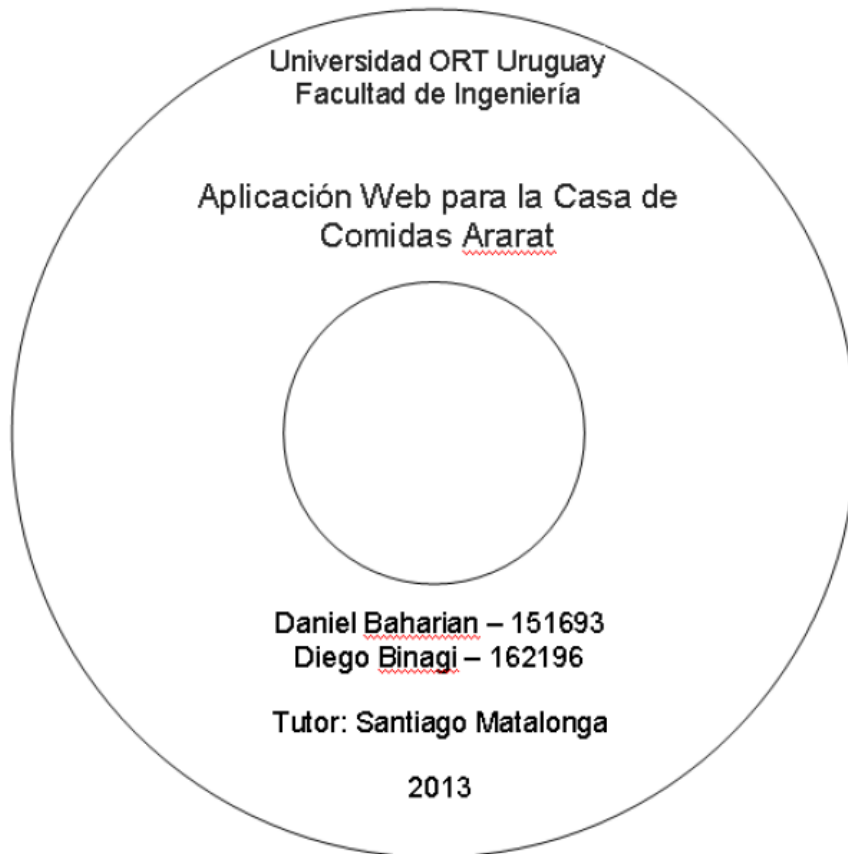 Universidad ORT Uruguay
Facultad de Ingeniería
Aplicación Web para la Casa de
Comidas Ararat
Daniel Baharian – 151693
Diego Binagi – 162196
Tutor: Santiago Matalonga
2013